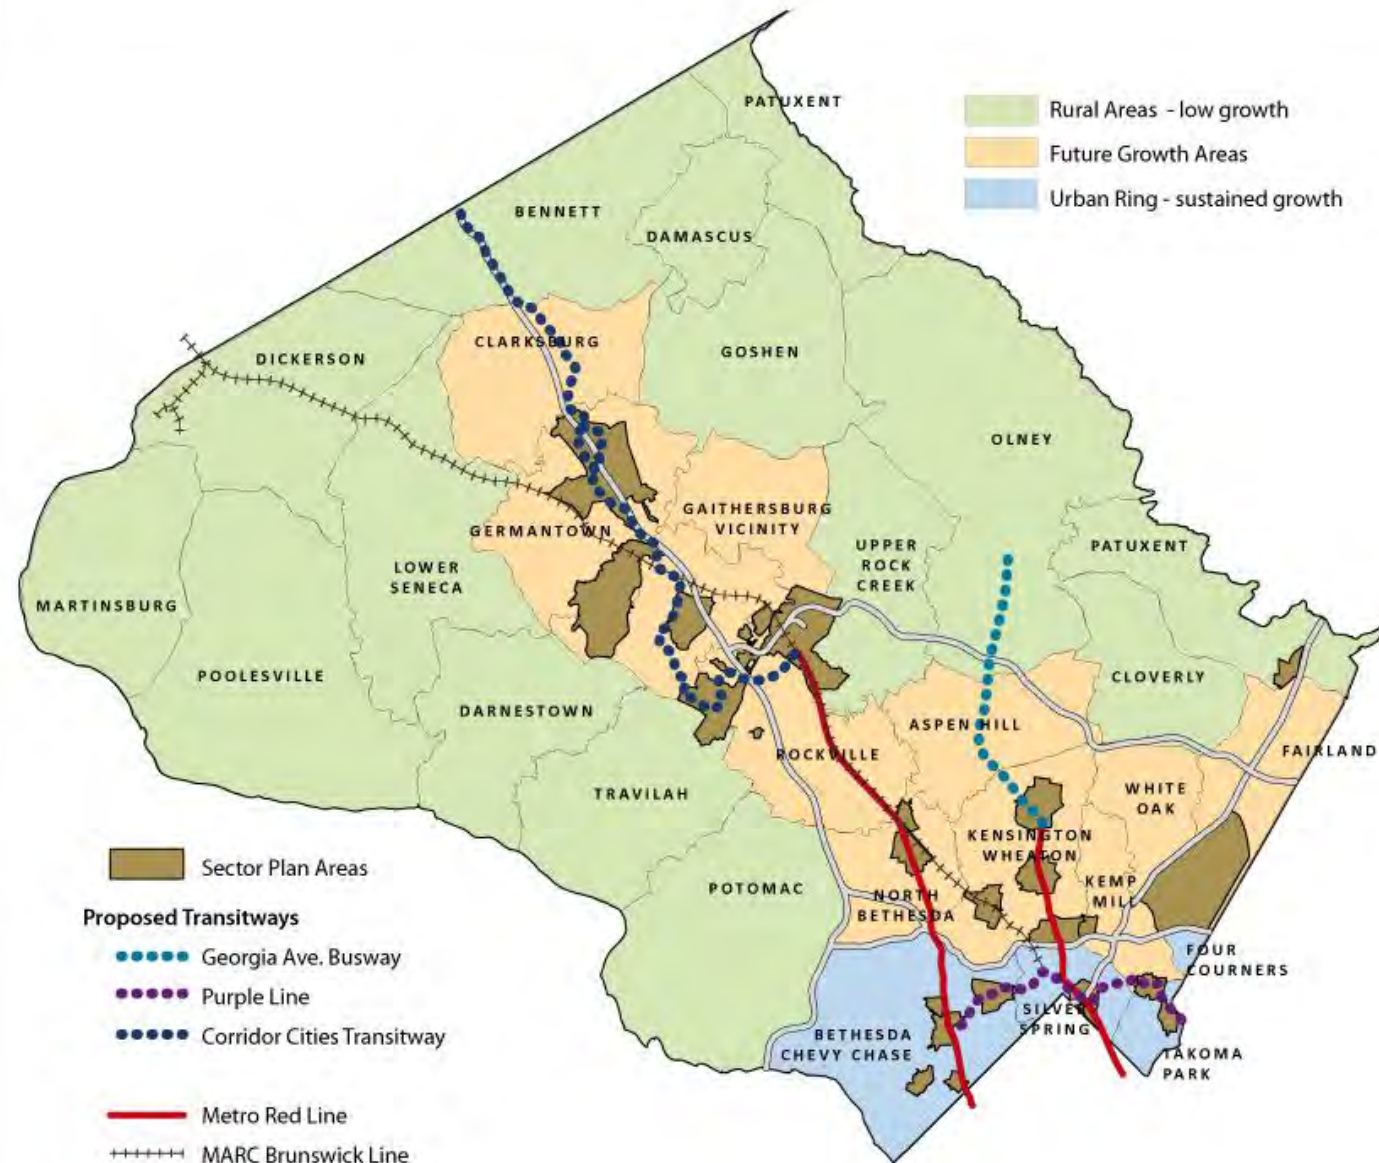 PATUXENT
Rural Areas - low growth
Future Growth Areas
Urban Ring - sustained growth
BENNETT
DAMASCUS
CLARKSBURG
GOSHEN
DICKERSON
OLNEY
GAITHERSBURG
VICINITY
GERMANTOWN
UPPER
ROCK
CREEK
PATUXENT
LOWER
SENECA
MARTINSBURG
POOLESVILLE
CLOVERLY
DARNESTOWN
ASPEN HILL
ROCKVILLE
FAIRLAND
TRAVILAH
WHITE
OAK
KENSINGTON
WHEATON
POTOMAC
KEMP
MILL
NORTH
BETHESDA
FOUR
COURNERS
SILVER
SPRING
BETHESDA
CHEVY CHASE
TAKOMA
PARK
Sector Plan Areas
Proposed Transitways
Georgia Ave. Busway
Purple Line
Corridor Cities Transitway
Metro Red Line
MARC Brunswick Line